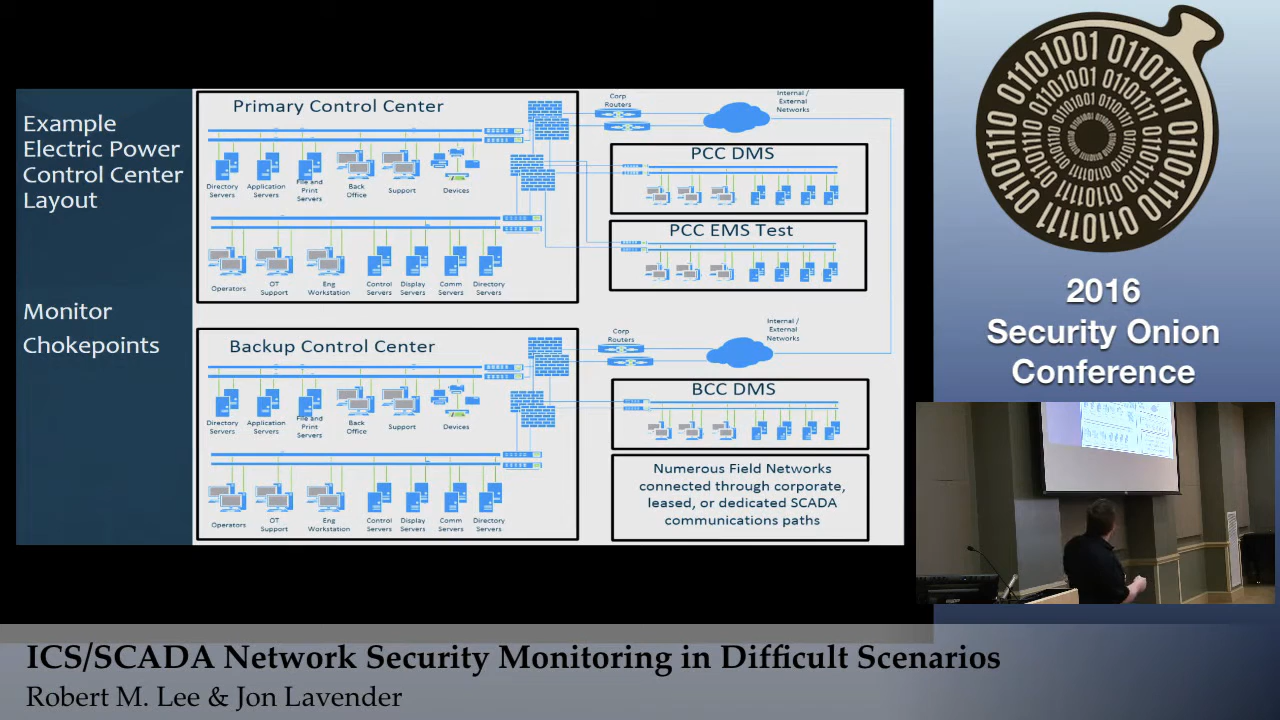 Example
Electric Power
Control Center
Layout
Monitor
Chokepoints
Primary Control Center
Directory
Servers
Application
Servers
File and
Print
Servers
Back
Office
Support
Devices
Operators
OT
Support
Eng
Workstation
Control
Servers
Display
Servers
Comm
Servers
Directory
Servers
Corp
Routers
Internal /
External
Networks
PCC DMS
PCC EMS Test
Backup Control Center
Directory
Servers
Application
Servers
File and
Print
Servers
Back
Office
Support
Devices
Operators
OT
Support
Eng
Workstation
Control
Servers
Display
Servers
Comm
Servers
Directory
Servers
Corp
Routers
Internal /
External
Networks
BCC DMS
Numerous Field Networks
connected through corporate,
leased, or dedicated SCADA
communications paths
2016
Security Onion
Conference
ICS/SCADA Network Security Monitoring in Difficult Scenarios
Robert M. Lee & Jon Lavender